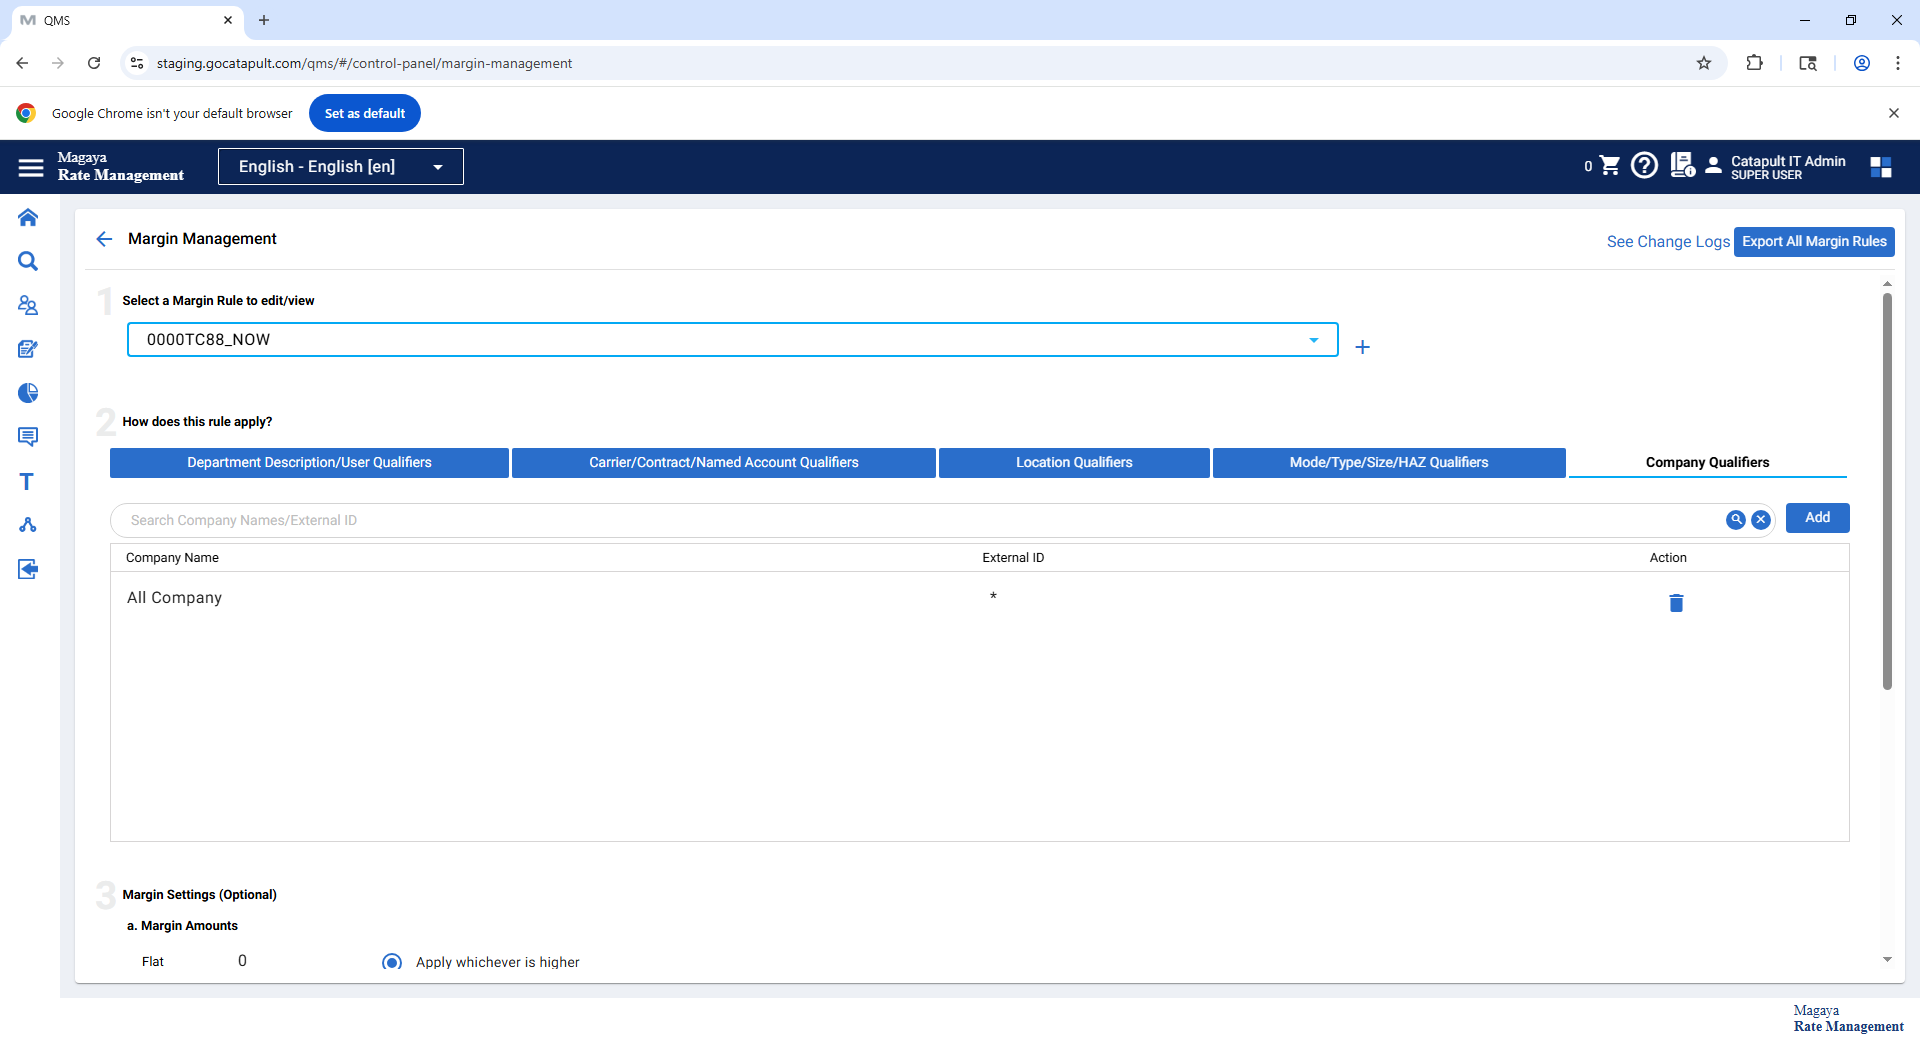 QMS
staging.gocatapult.com/qms/#/control-panel/margin-management
Google Chrome isn't your default browser
Set as default
Magaya
Rate Management
English - English [en]
0
Catapult IT Admin
SUPER USER
Margin Management
See Change Logs
Export All Margin Rules
1
Select a Margin Rule to edit/view
0000TC88_NOW
2
How does this rule apply?
Department Description/User Qualifiers
Carrier/Contract/Named Account Qualifiers
Location Qualifiers
Mode/Type/Size/HAZ Qualifiers
Company Qualifiers
Search Company Names/External ID
Add
Company Name
External ID
Action
All Company
*
3
Margin Settings (Optional)
a. Margin Amounts
Flat
0
Apply whichever is higher
Magaya
Rate Management